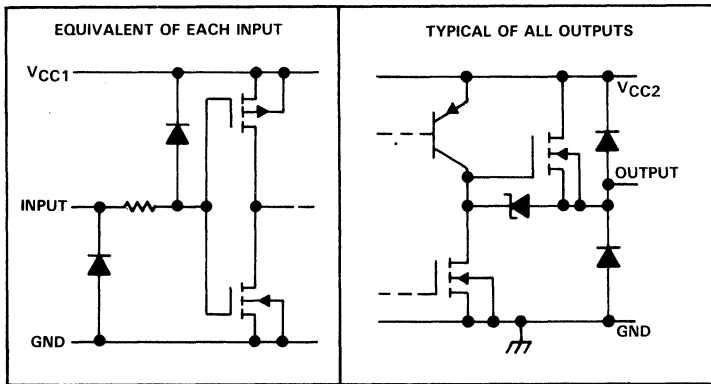 EQUIVALENT OF EACH INPUT
VCC1
INPUT
GND
TYPICAL OF ALL OUTPUTS
VCC2
OUTPUT
GND